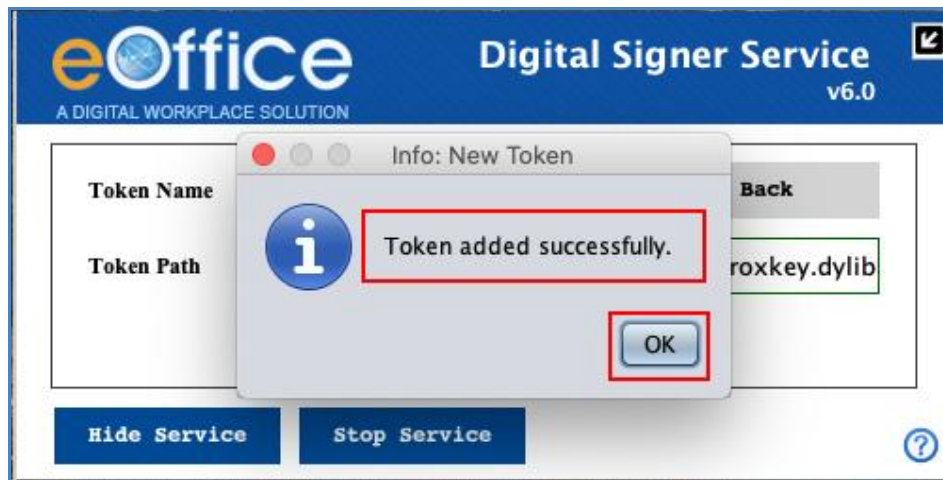 eOffice
A DIGITAL WORKPLACE SOLUTION
Digital Signer Service
v6.0
Info: New Token
Token Name
Back
Token added successfully.
Token Path
roxkey.dylib
OK
Hide Service
Stop Service
?